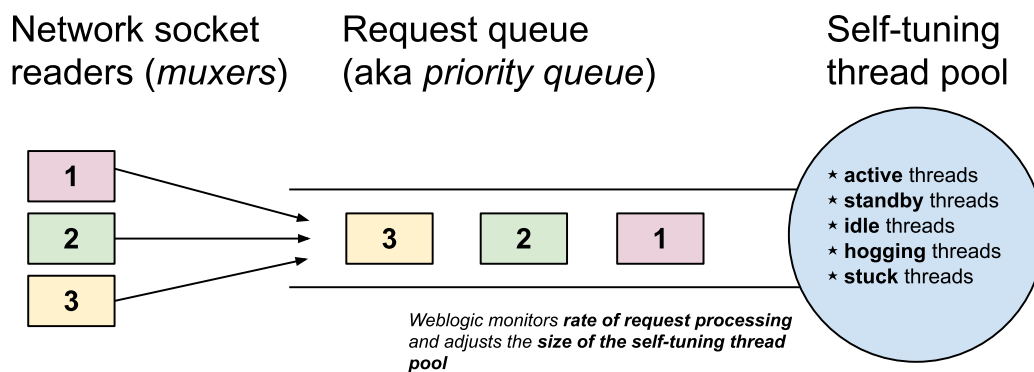 Network socket
readers (muxers)
Request queue
(aka priority queue)
Self-tuning
thread pool
1
2
3
3
2
1
★ active threads
★ standby threads
★ idle threads
★ hogging threads
★ stuck threads
Weblogic monitors rate of request processing
and adjusts the size of the self-tuning thread
pool